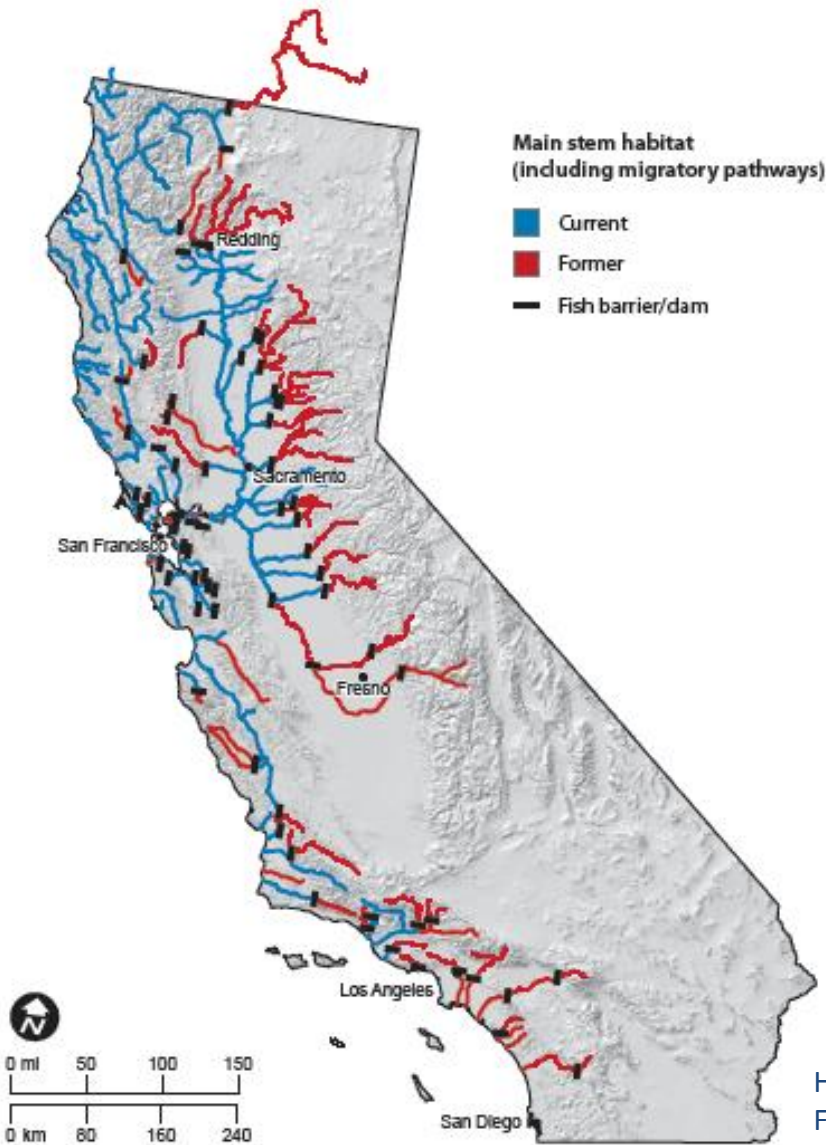 Main stem habitat
(including migratory pathways)
Current
Former
Fish barrier/dam
Redding
Sacramento
San Francisco
Fresno
Los Angeles
San Diego
N
0 mi 50 100 150
0 km 80 160 240
H
F